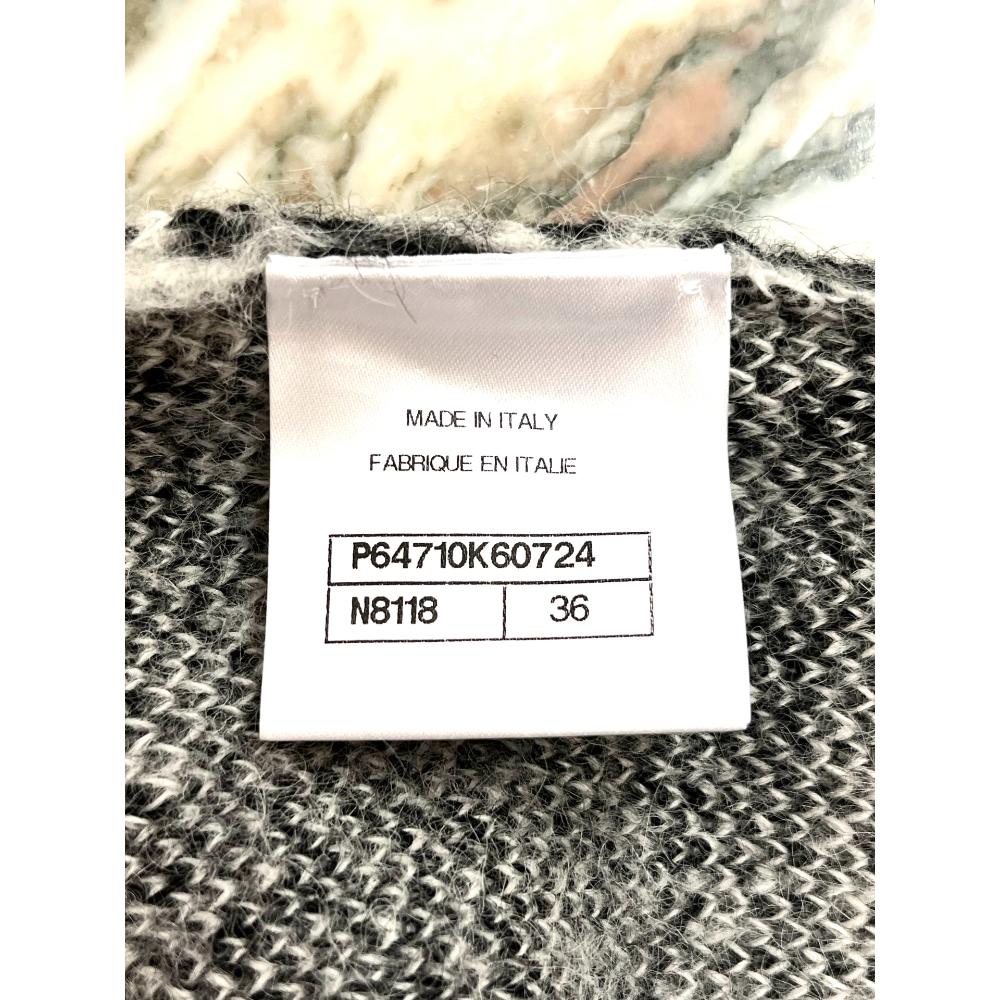 MADE IN ITALY
FABRIQUE EN ITALIE
P64710K60724
N8118 36